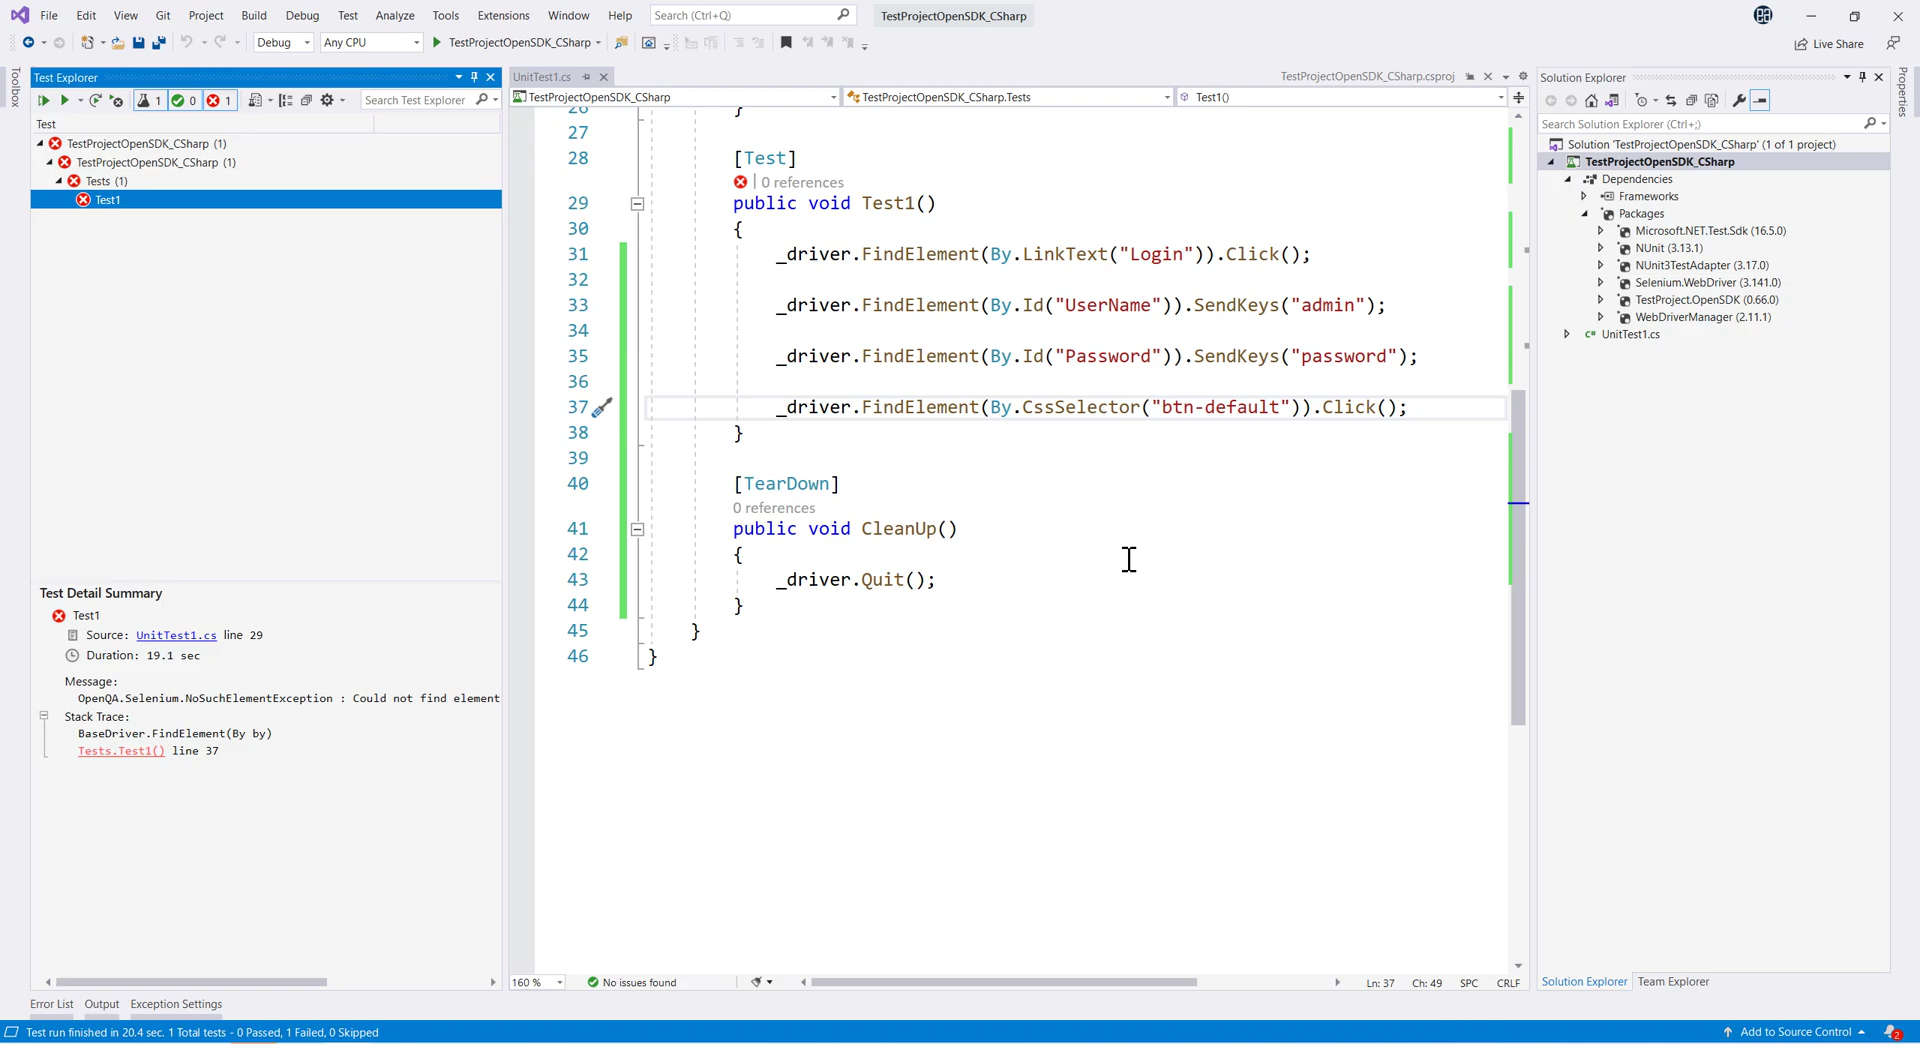 File Edit View Git Project Build Debug Test Analyze Tools Extensions Window Help Search (Ctrl+Q) TestProjectOpenSDK_CSharp
Debug Any CPU TestProjectOpenSDK_CSharp Live Share
Toolbox
Test Explorer
1 0 1 Search Test Explorer
Test
TestProjectOpenSDK_CSharp (1)
TestProjectOpenSDK_CSharp (1)
Tests (1)
Test1
Test Detail Summary
Test1
Source: UnitTest1.cs line 29
Duration: 19.1 sec
Message:
OpenQA.Selenium.NoSuchElementException : Could not find element
Stack Trace:
BaseDriver.FindElement(By by)
Tests.Test1() line 37
UnitTest1.cs TestProjectOpenSDK_CSharp.csproj
TestProjectOpenSDK_CSharp TestProjectOpenSDK_CSharp.Tests Test1()
26 }
27
28 [Test]
0 references
29 public void Test1()
30 {
31 _driver.FindElement(By.LinkText("Login")).Click();
32
33 _driver.FindElement(By.Id("UserName")).SendKeys("admin");
34
35 _driver.FindElement(By.Id("Password")).SendKeys("password");
36
37 _driver.FindElement(By.CssSelector("btn-default")).Click();
38 }
39
40 [TearDown]
0 references
41 public void CleanUp()
42 {
43 _driver.Quit();
44 }
45 }
46 }
160 % No issues found Ln: 37 Ch: 49 SPC CRLF
Solution Explorer
Search Solution Explorer (Ctrl+;)
Solution 'TestProjectOpenSDK_CSharp' (1 of 1 project)
TestProjectOpenSDK_CSharp
Dependencies
Frameworks
Packages
Microsoft.NET.Test.Sdk (16.5.0)
NUnit (3.13.1)
NUnit3TestAdapter (3.17.0)
Selenium.WebDriver (3.141.0)
TestProject.OpenSDK (0.66.0)
WebDriverManager (2.11.1)
C# UnitTest1.cs
Solution Explorer Team Explorer
Properties
Error List Output Exception Settings
Test run finished in 20.4 sec. 1 Total tests - 0 Passed, 1 Failed, 0 Skipped Add to Source Control 2